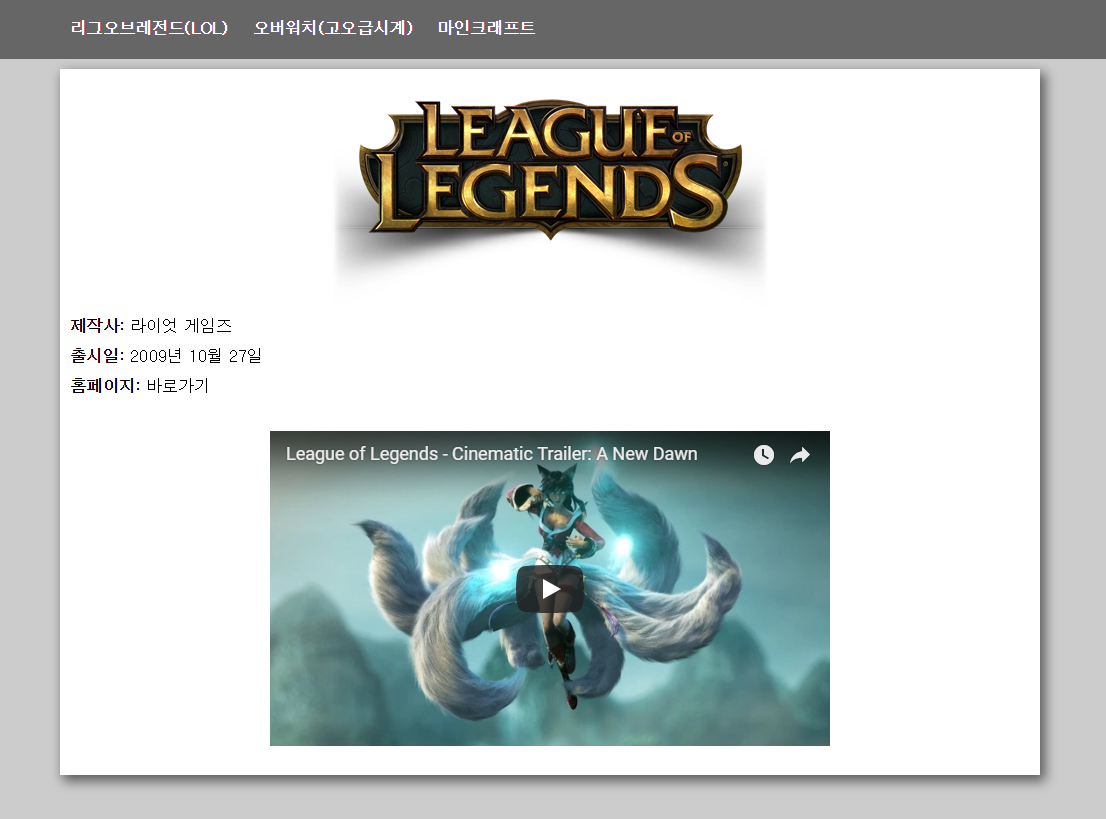 리그오브레전드(LOL) 오버워치(고오급시계) 마인크래프트
LEAGUE OF
LEGENDS
제작사: 라이엇 게임즈
출시일: 2009년 10월 27일
홈페이지: 바로가기
League of Legends - Cinematic Trailer: A New Dawn